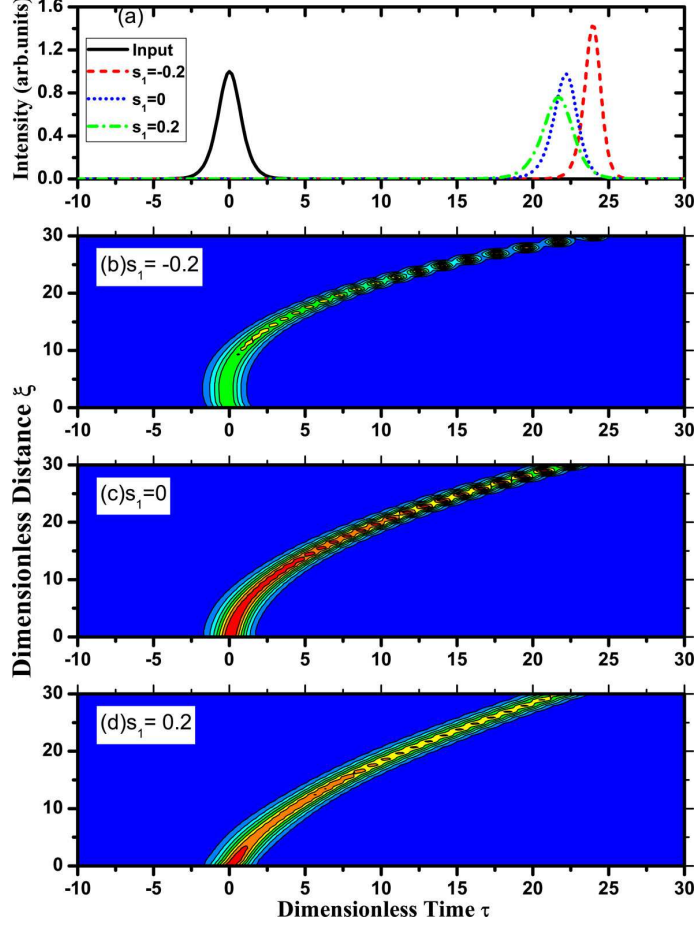 (a)
Intensity (arb.units)
1.6
1.2
0.8
0.4
0.0
Input
s1=-0.2
s1=0
s1=0.2
-10 -5 0 5 10 15 20 25 30
Dimensionless Distance ξ
30
20
10
0
(b)s1= -0.2
-10 -5 0 5 10 15 20 25 30
30
20
10
0
(c)s1=0
-10 -5 0 5 10 15 20 25 30
30
20
10
0
(d)s1= 0.2
-10 -5 0 5 10 15 20 25 30
Dimensionless Time τ